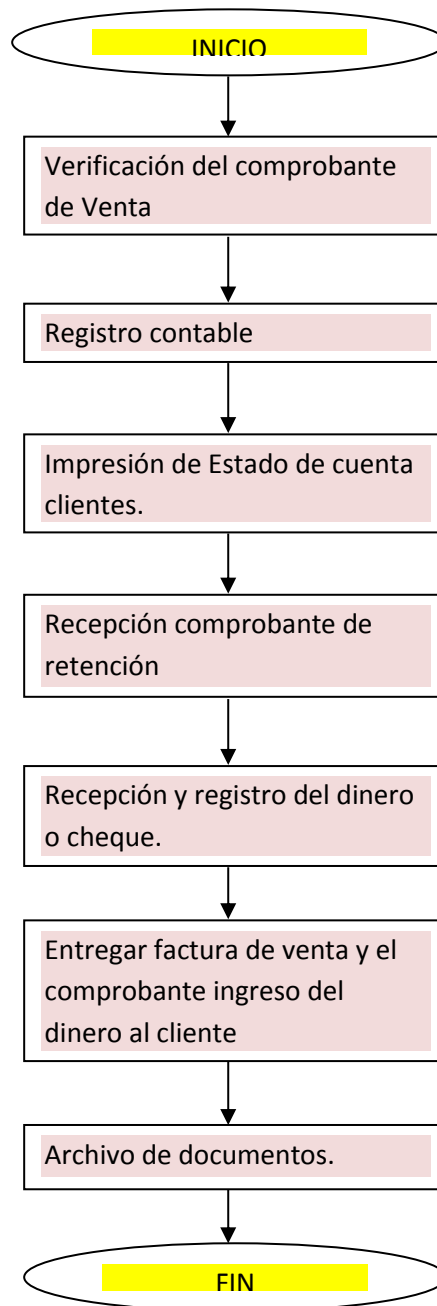 INICIO
Verificación del comprobante
de Venta
Registro contable
Impresión de Estado de cuenta
clientes.
Recepción comprobante de
retención
Recepción y registro del dinero
o cheque.
Entregar factura de venta y el
comprobante ingreso del
dinero al cliente
Archivo de documentos.
FIN